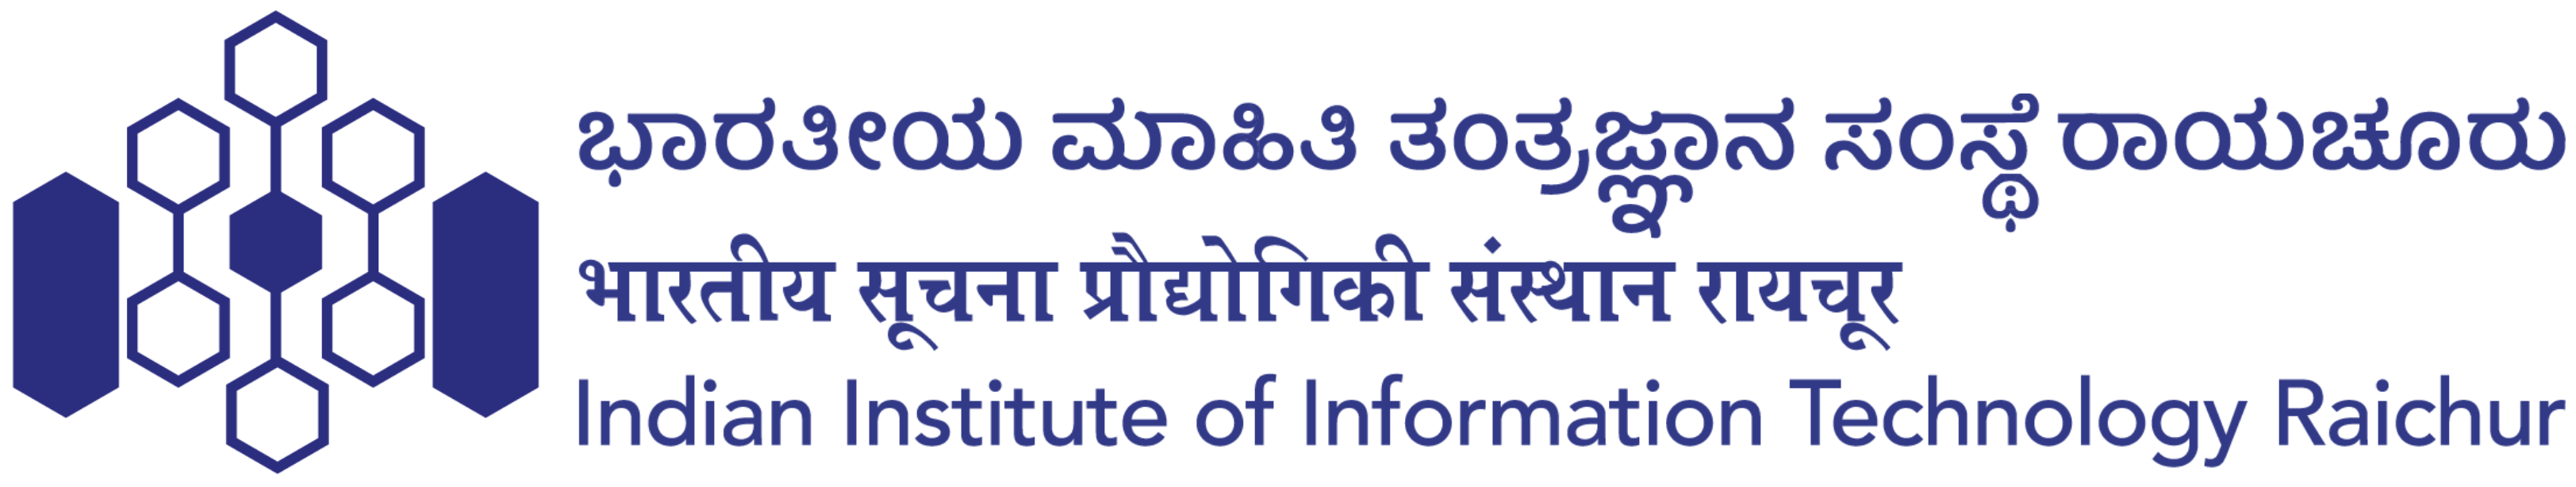 ಭಾರತೀಯ ಮಾಹಿತಿ ತಂತ್ರಜ್ಞಾನ ಸಂಸ್ಥೆ ರಾಯಚೂರು
भारतीय सूचना प्रौद्योगिकी संस्थान रायचूर
Indian Institute of Information Technology Raichur